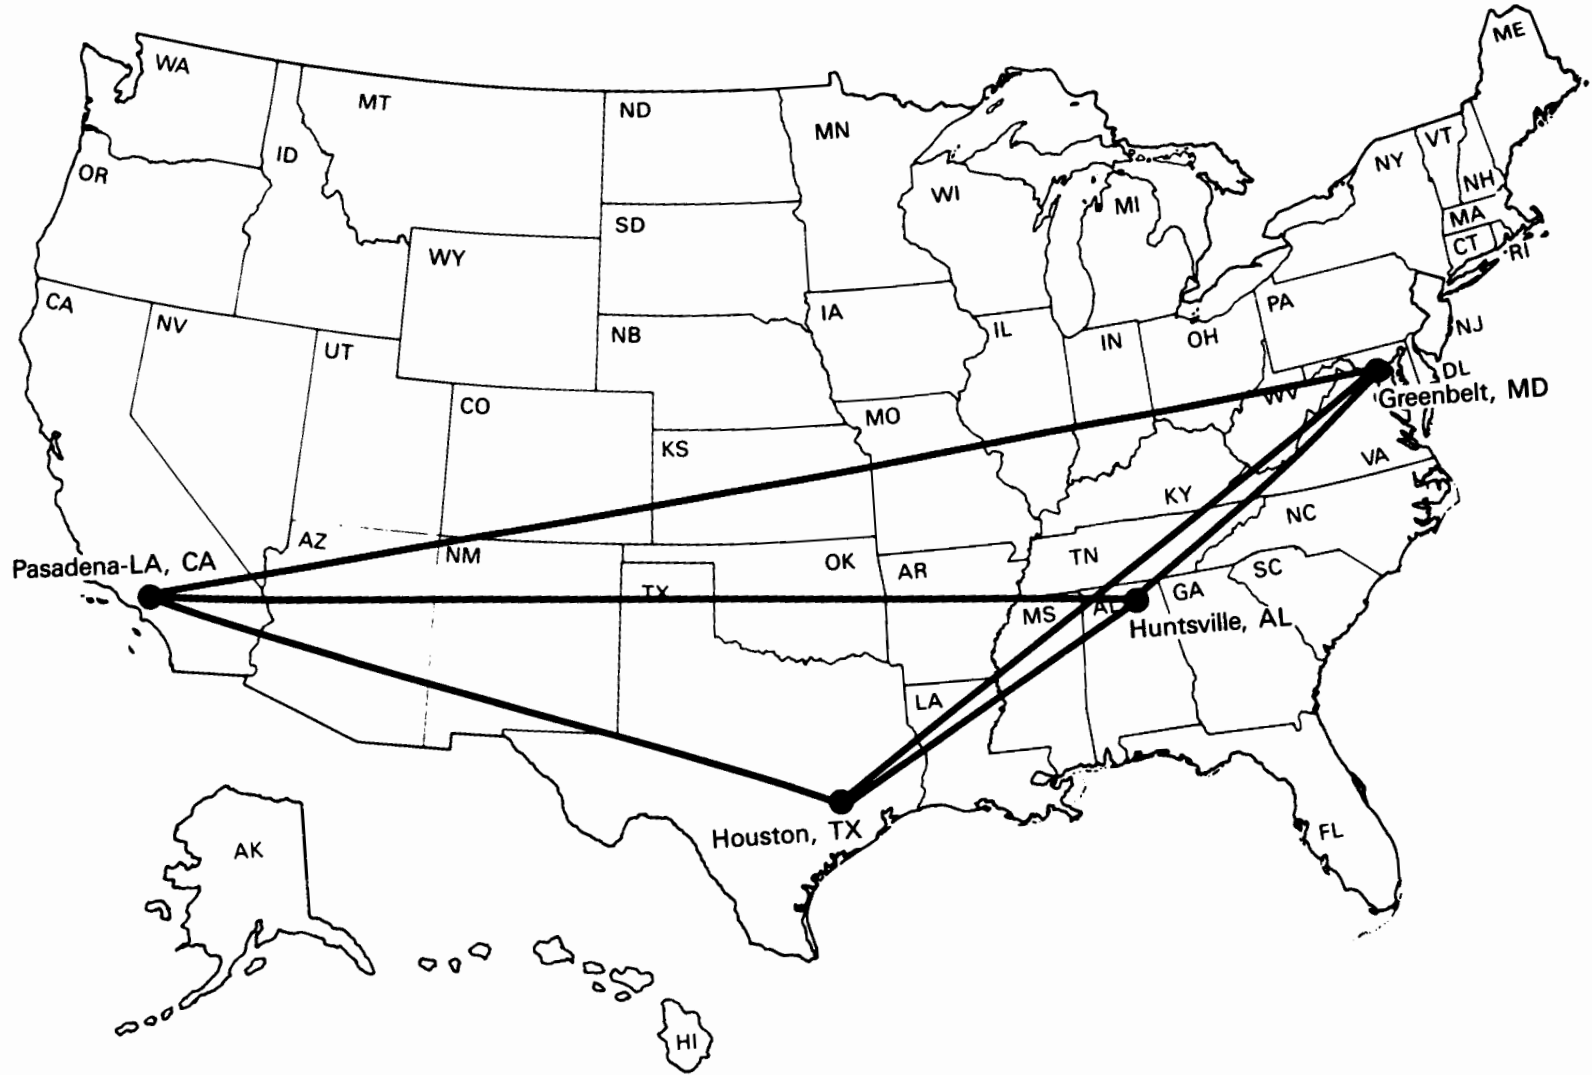 WA
MT
ND
MN
ME
OR
ID
WI
MI
NY
VT
NH
SD
WY
MA
CT
RI
CA
NV
UT
NB
IA
IL
IN
OH
PA
NJ
CO
MO
WV
DL
Greenbelt, MD
KS
KY
VA
NC
AZ
NM
OK
AR
TN
SC
Pasadena-LA, CA
TX
MS
AL
GA
Huntsville, AL
LA
Houston, TX
FL
AK
HI